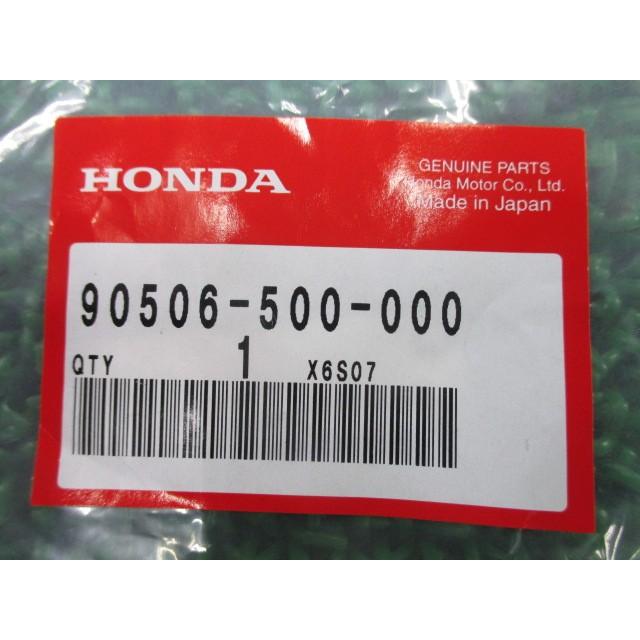 HONDA
GENUINE PARTS
Honda Motor Co., Ltd.
Made in Japan
90506-500-000
QTY 1 X6S07